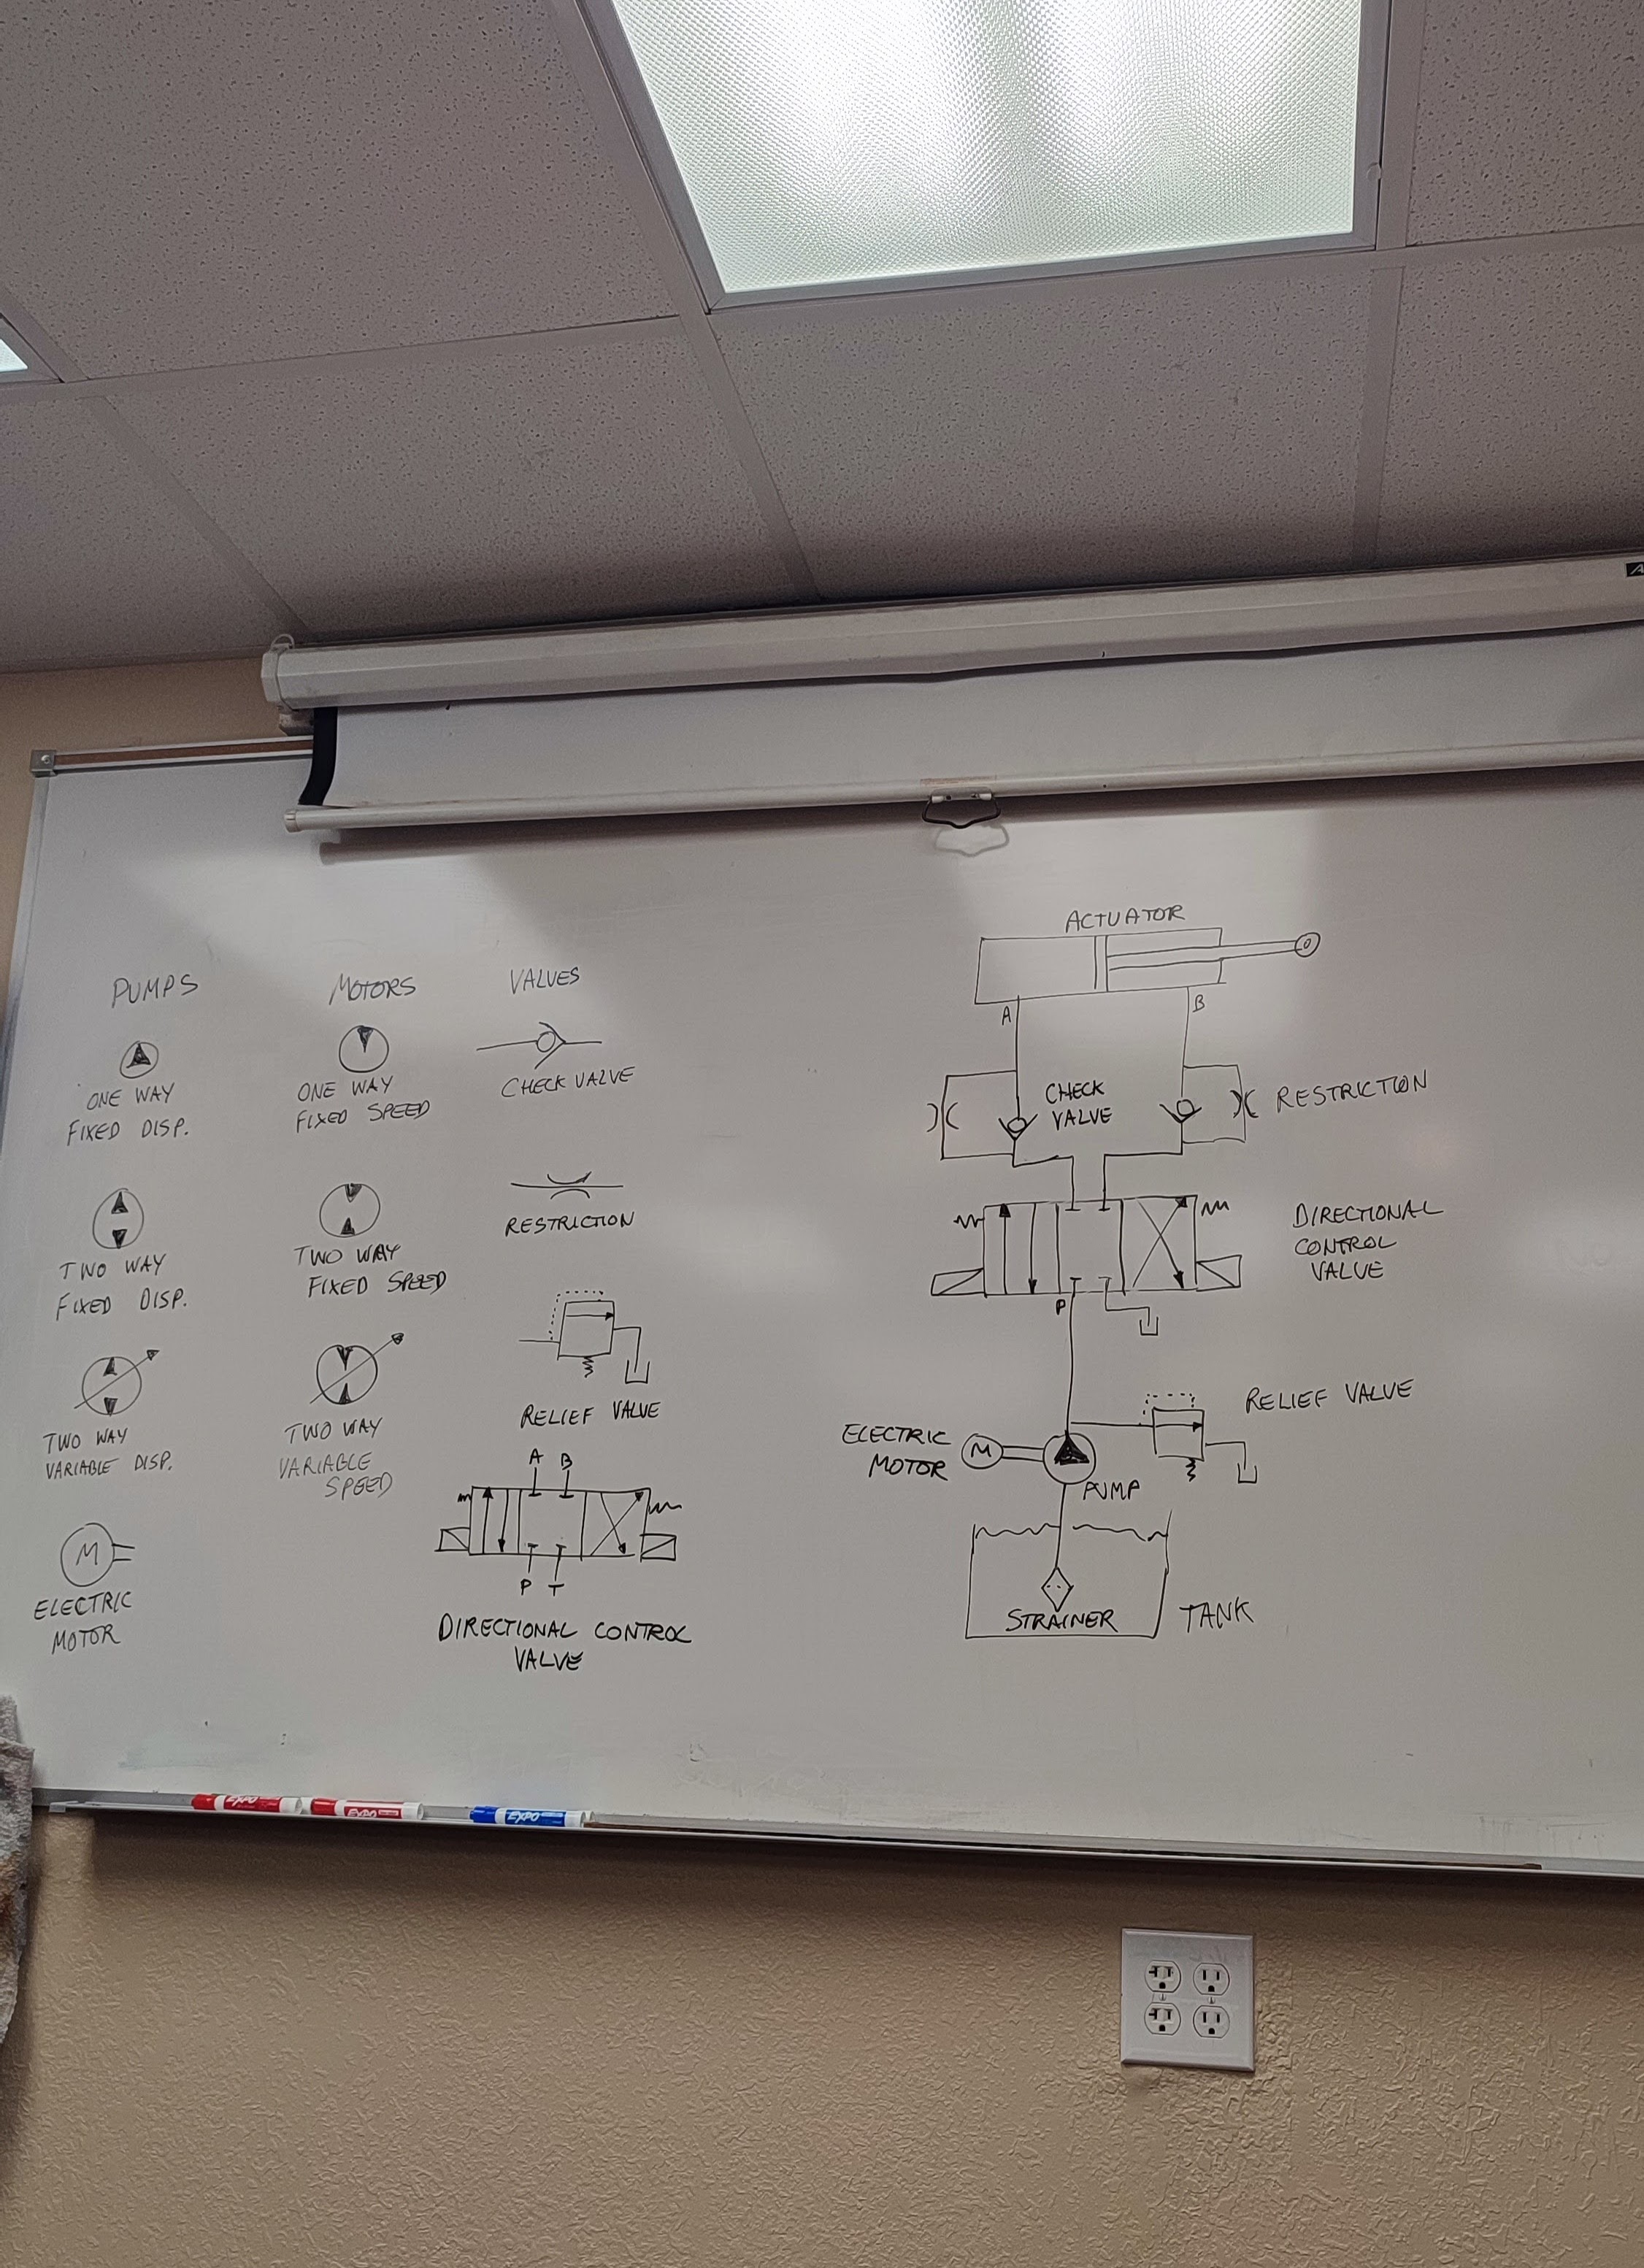 PUMPS
ONE WAY
FIXED DISP.
TWO WAY
FIXED DISP.
TWO WAY
VARIABLE DISP.
M
ELECTRIC
MOTOR
MOTORS
ONE WAY
FIXED SPEED
TWO WAY
FIXED SPEED
TWO WAY
VARIABLE
SPEED
VALVES
CHECK VALVE
RESTRICTION
RELIEF VALVE
A B
P T
DIRECTIONAL CONTROL
VALVE
ACTUATOR
A
B
CHECK
VALVE
RESTRICTION
DIRECTIONAL
CONTROL
VALVE
P
RELIEF VALVE
ELECTRIC
MOTOR
M
PUMP
STRAINER
TANK
EXPO
EXPO
EXPO